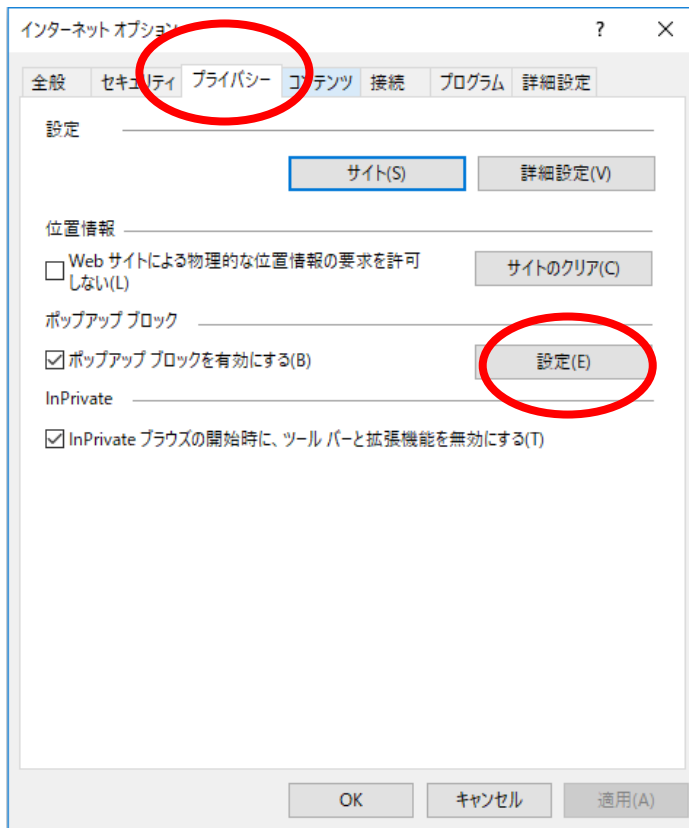 インターネット オプション
?
全般 セキュリティ プライバシー コンテンツ 接続 プログラム 詳細設定
設定
サイト(S) 詳細設定(V)
位置情報
Web サイトによる物理的な位置情報の要求を許可
しない(L)
サイトのクリア(C)
ポップアップ ブロック
ポップアップ ブロックを有効にする(B) 設定(E)
InPrivate
InPrivate ブラウズの開始時に、ツール バーと拡張機能を無効にする(T)
OK キャンセル 適用(A)